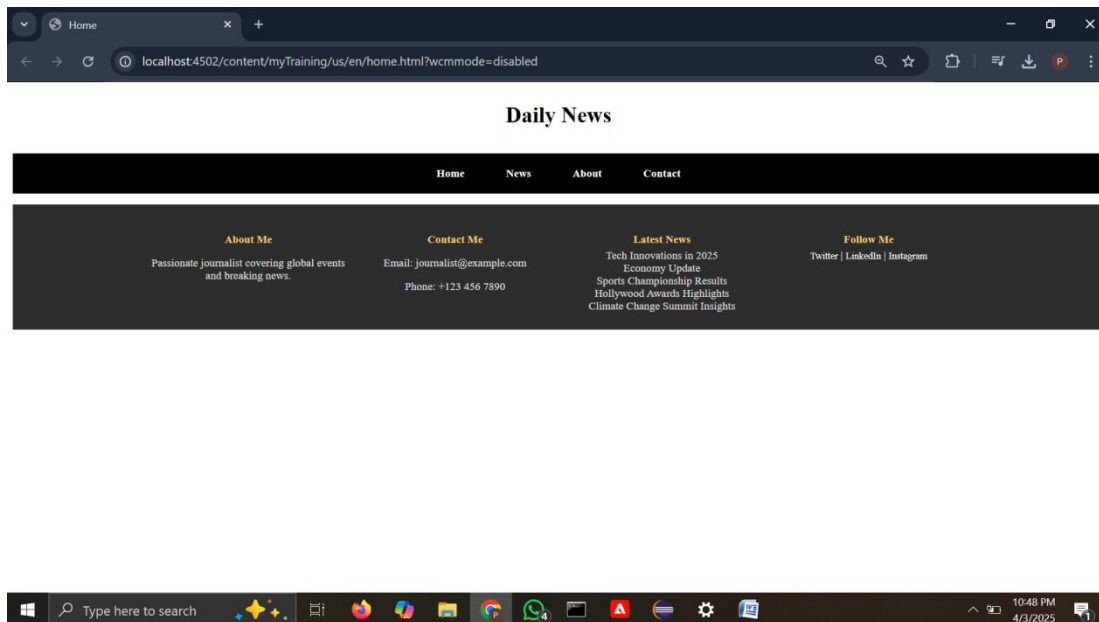 Home
localhost:4502/content/myTraining/us/en/home.html?wcmmode=disabled
P
Daily News
Home News About Contact
About Me
Passionate journalist covering global events
and breaking news.
Contact Me
Email: journalist@example.com
Phone: +123 456 7890
Latest News
Tech Innovations in 2025
Economy Update
Sports Championship Results
Hollywood Awards Highlights
Climate Change Summit Insights
Follow Me
Twitter | LinkedIn | Instagram
Type here to search
4
10:48 PM
4/3/2025
1